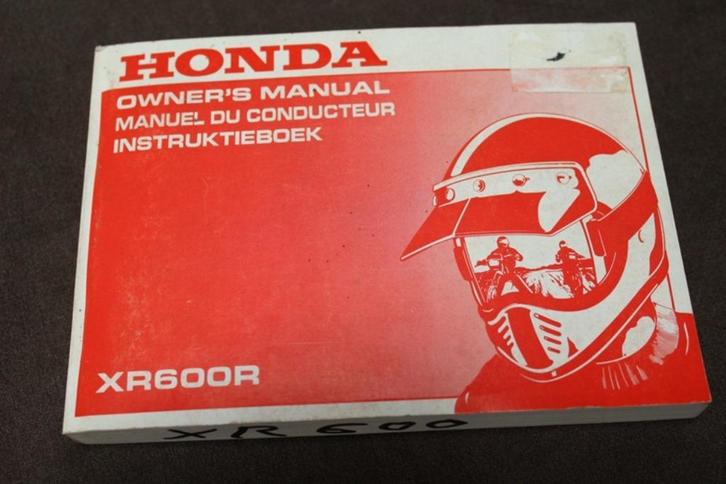 HONDA
OWNER'S MANUAL
MANUEL DU CONDUCTEUR
INSTRUKTIEBOEK
XR600R
XR 600